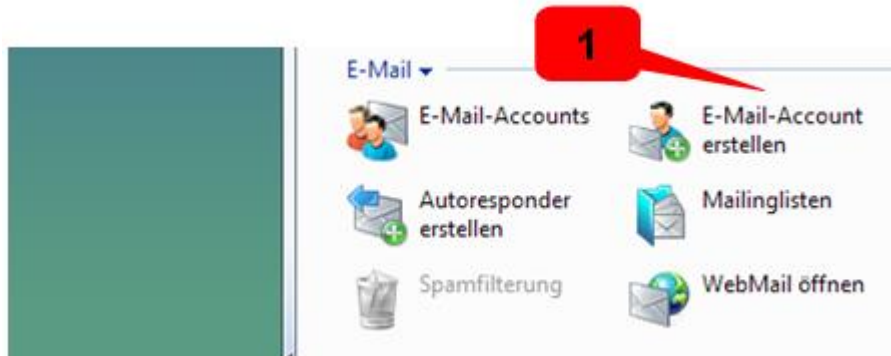 1
E-Mail
E-Mail-Accounts
E-Mail-Account
erstellen
Autoresponder
erstellen
Mailinglisten
Spamfilterung
WebMail öffnen